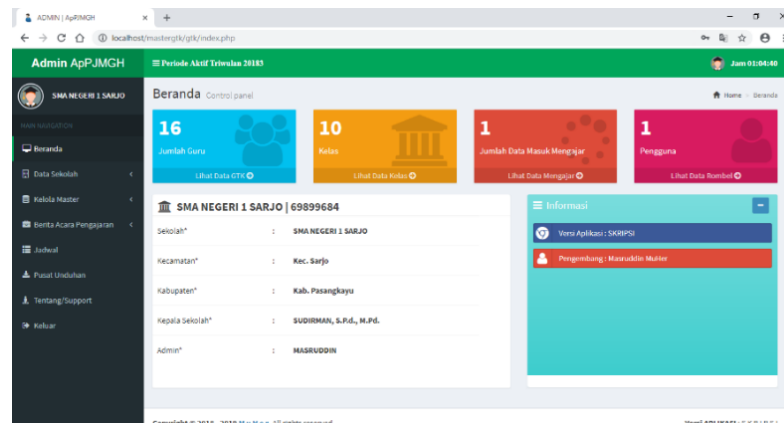 ADMIN | ApPJMGH
localhost/mastergtk/gtk/index.php
Admin ApPJMGH
Periode Aktif Triwulan 20183
Jam 01:04:40
SMA NEGERI 1 SARJO
MAIN NAVIGATION
Beranda
Data Sekolah
Kelola Master
Berita Acara Pengajaran
Jadwal
Pusat Unduhan
Tentang/Support
Keluar
Beranda Control panel
Home > Beranda
16
Jumlah Guru
Lihat Data GTK
10
Kelas
Lihat Data Kelas
1
Jumlah Data Masuk Mengajar
Lihat Data Mengajar
1
Pengguna
Lihat Data Rombel
SMA NEGERI 1 SARJO | 69899684
Sekolah* : SMA NEGERI 1 SARJO
Kecamatan* : Kec. Sarjo
Kabupaten* : Kab. Pasangkayu
Kepala Sekolah* : SUDIRMAN, S.Pd., M.Pd.
Admin* : MASRUDDIN
Informasi
Versi Aplikasi : SKRIPSI
Pengembang : Masruddin MuHer